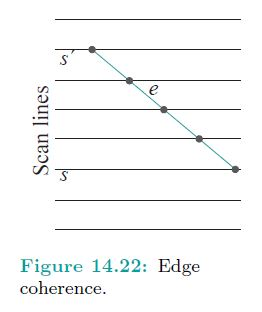 s′
e
Scan lines
s
Figure 14.22: Edge
coherence.